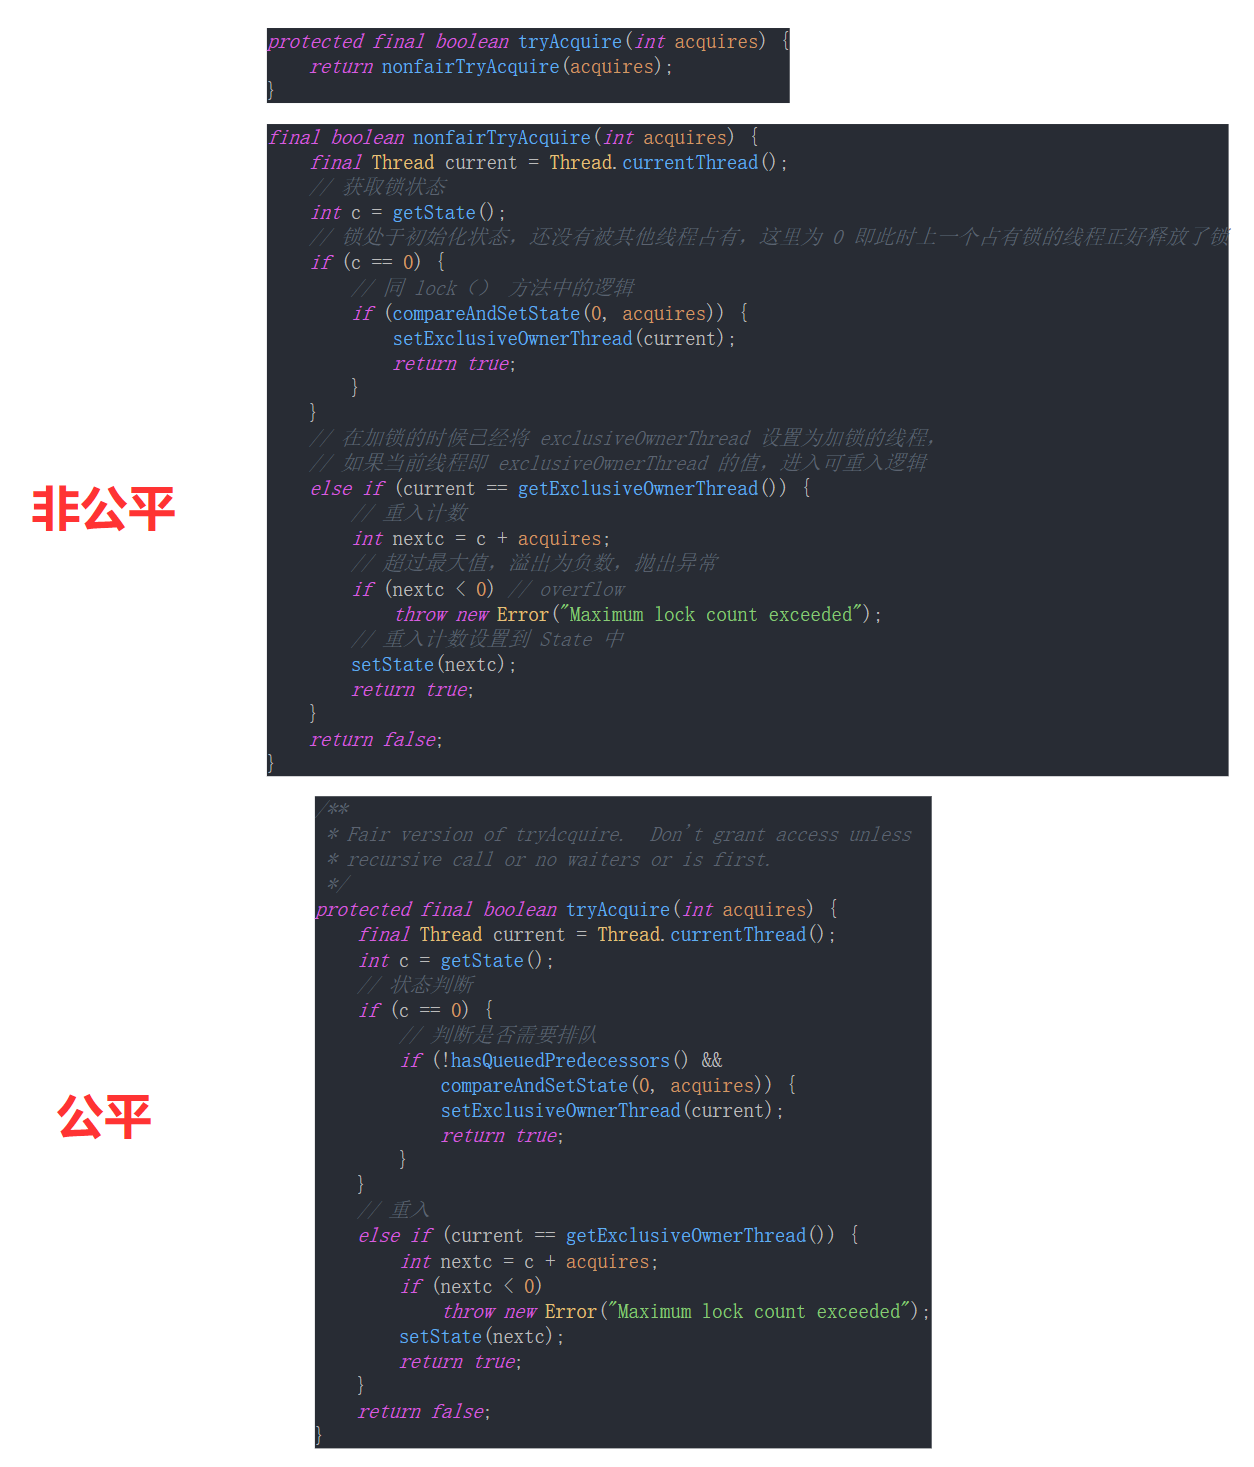 protected final boolean tryAcquire(int acquires) {
    return nonfairTryAcquire(acquires);
}
final boolean nonfairTryAcquire(int acquires) {
    final Thread current = Thread.currentThread();
    // 获取锁状态
    int c = getState();
    // 锁处于初始化状态，还没有被其他线程占有，这里为 0 即此时上一个占有锁的线程正好释放了锁
    if (c == 0) {
        // 同 lock（） 方法中的逻辑
        if (compareAndSetState(0, acquires)) {
            setExclusiveOwnerThread(current);
            return true;
        }
    }
    // 在加锁的时候已经将 exclusiveOwnerThread 设置为加锁的线程，
    // 如果当前线程即 exclusiveOwnerThread 的值，进入可重入逻辑
    else if (current == getExclusiveOwnerThread()) {
        // 重入计数
        int nextc = c + acquires;
        // 超过最大值，溢出为负数，抛出异常
        if (nextc < 0) // overflow
            throw new Error("Maximum lock count exceeded");
        // 重入计数设置到 State 中
        setState(nextc);
        return true;
    }
    return false;
}
非公平
/**
 * Fair version of tryAcquire.  Don't grant access unless
 * recursive call or no waiters or is first.
 */
protected final boolean tryAcquire(int acquires) {
    final Thread current = Thread.currentThread();
    int c = getState();
    // 状态判断
    if (c == 0) {
        // 判断是否需要排队
        if (!hasQueuedPredecessors() &&
            compareAndSetState(0, acquires)) {
            setExclusiveOwnerThread(current);
            return true;
        }
    }
    // 重入
    else if (current == getExclusiveOwnerThread()) {
        int nextc = c + acquires;
        if (nextc < 0)
            throw new Error("Maximum lock count exceeded");
        setState(nextc);
        return true;
    }
    return false;
}
公平